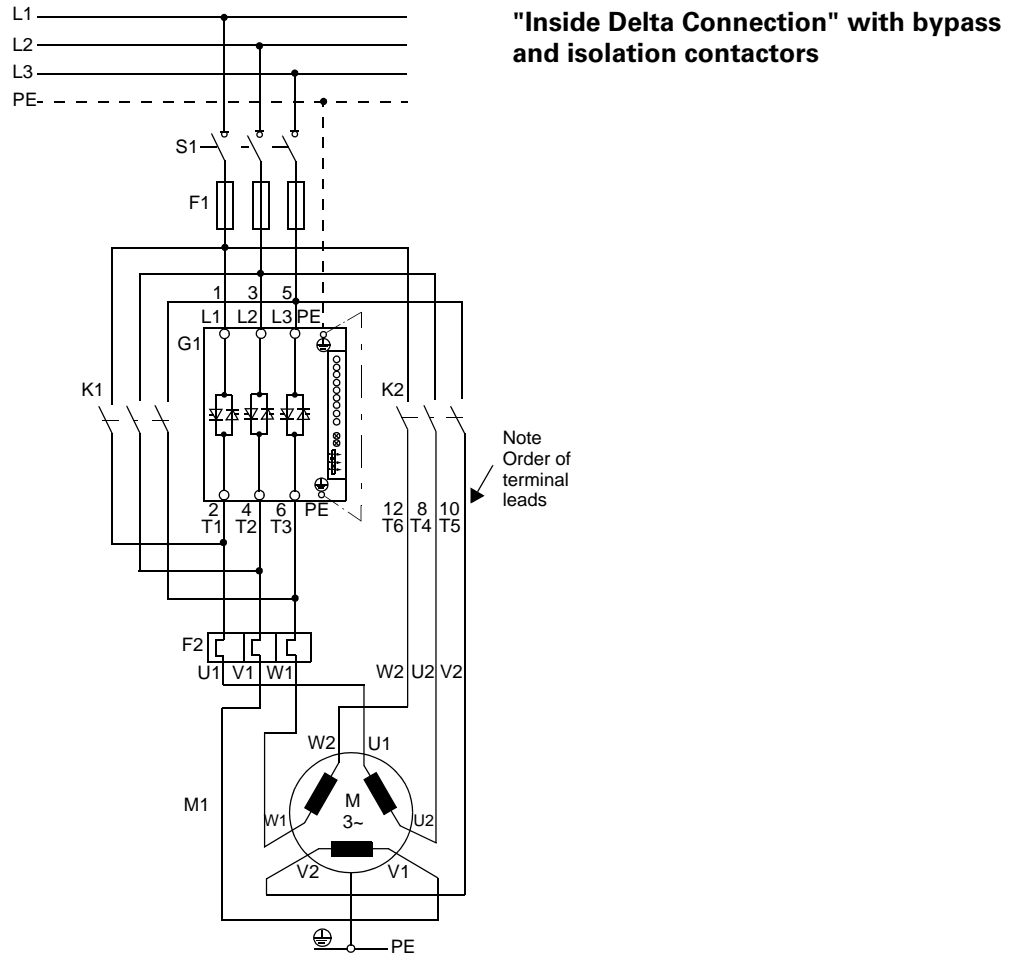 "Inside Delta Connection" with bypass
and isolation contactors
L1
L2
L3
PE
S1
F1
1 3 5
L1 L2 L3 PE
G1
K1 K2
Note
Order of
terminal
leads
2 4 6 PE 12 8 10
T1 T2 T3 T6 T4 T5
F2
U1 V1 W1 W2 U2 V2
W2 U1
M1
M
3~
W1 U2
V2 V1
PE